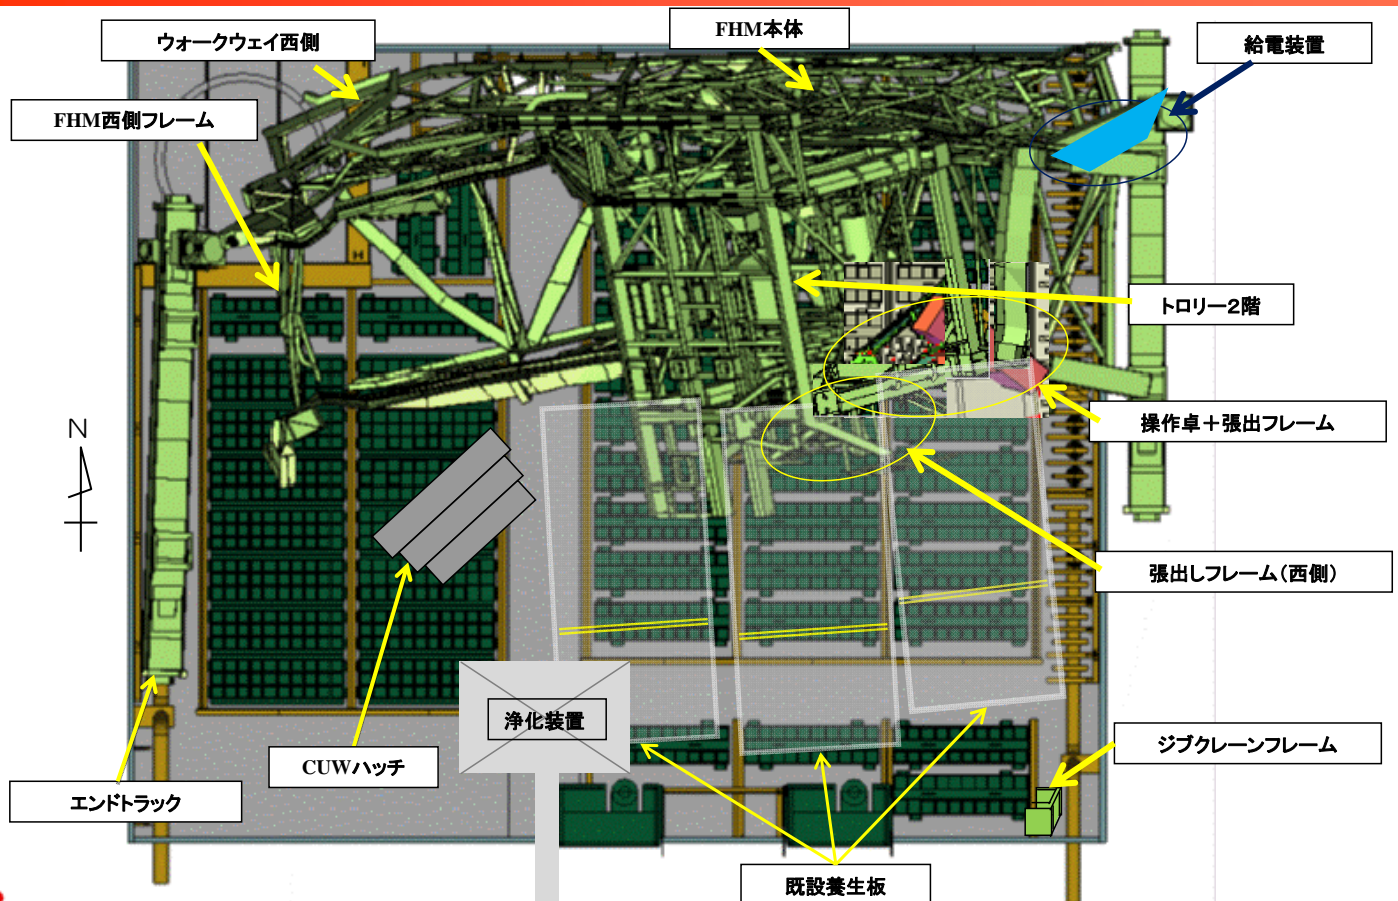 ウォークウェイ西側
FHM本体
給電装置
FHM西側フレーム
トロリー2階
操作卓＋張出フレーム
N
張出しフレーム（西側）
浄化装置
CUWハッチ
ジブクレーンフレーム
エンドトラック
既設養生板